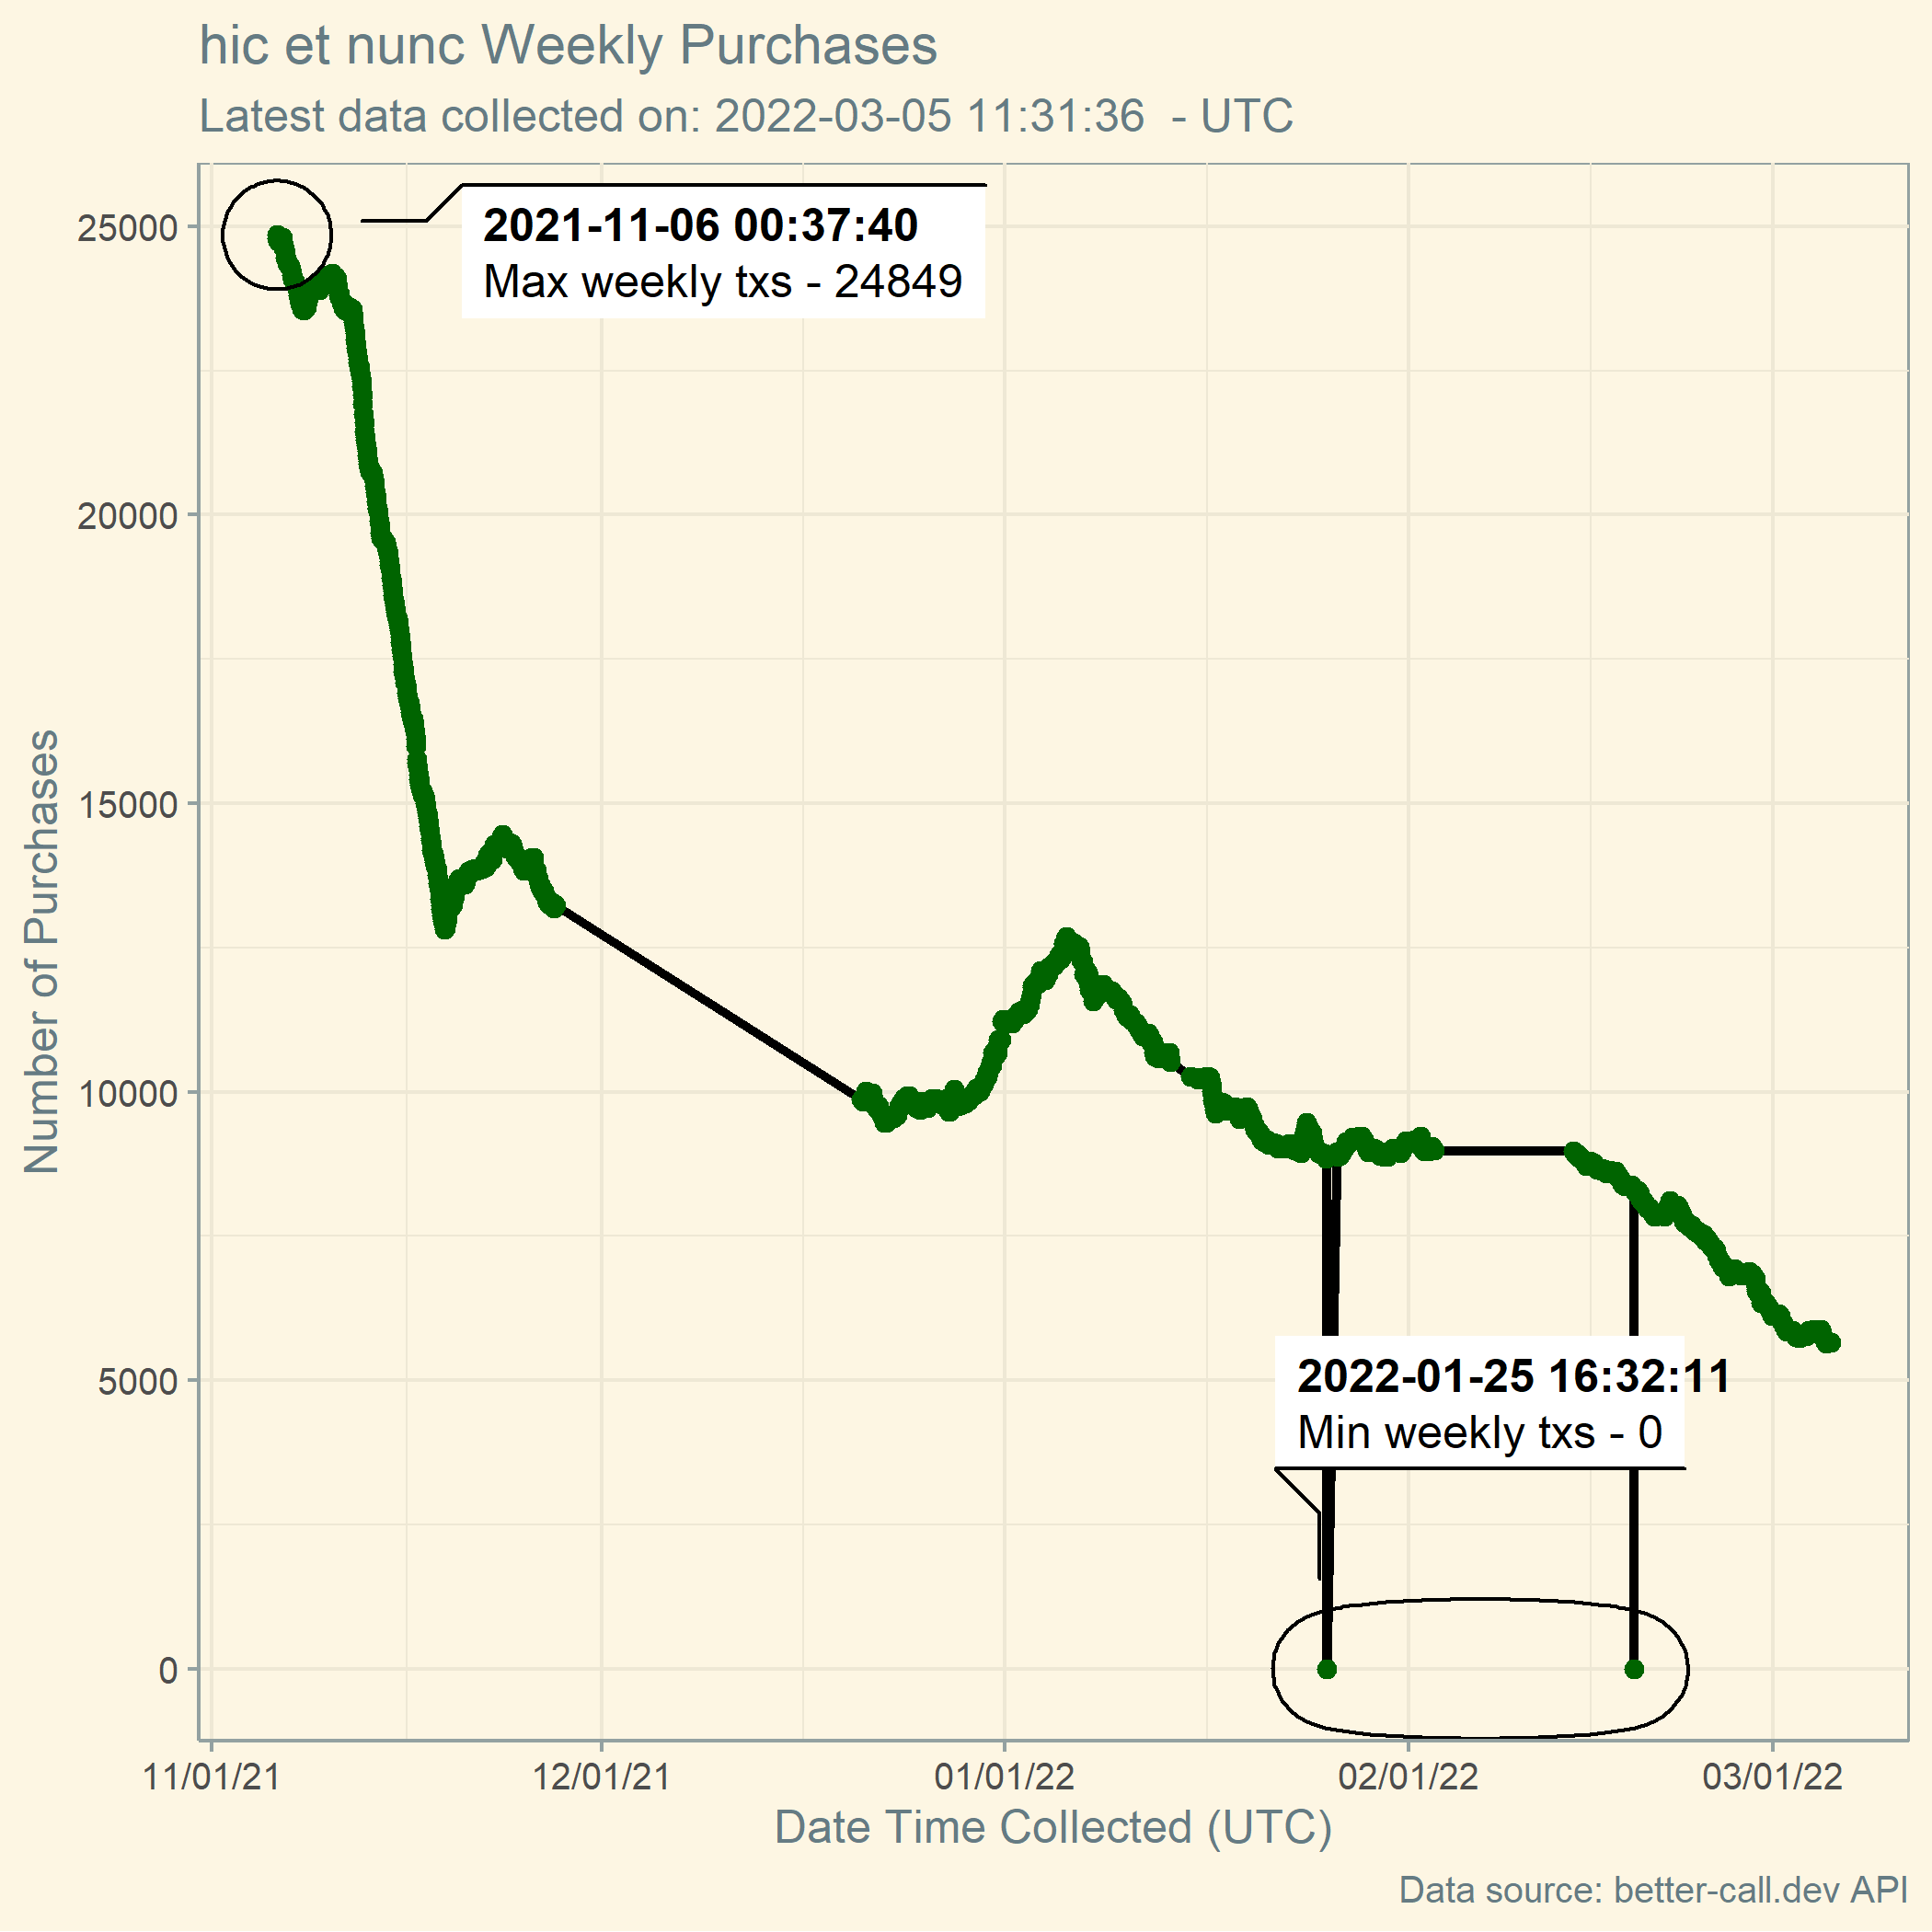 hic et nunc Weekly Purchases
Latest data collected on: 2022-03-05 11:31:36  - UTC
2021-11-06 00:37:40
Max weekly txs - 24849
25000
20000
15000
10000
5000
0
Number of Purchases
2022-01-25 16:32:11
Min weekly txs - 0
11/01/21
12/01/21
01/01/22
02/01/22
03/01/22
Date Time Collected (UTC)
Data source: better-call.dev API